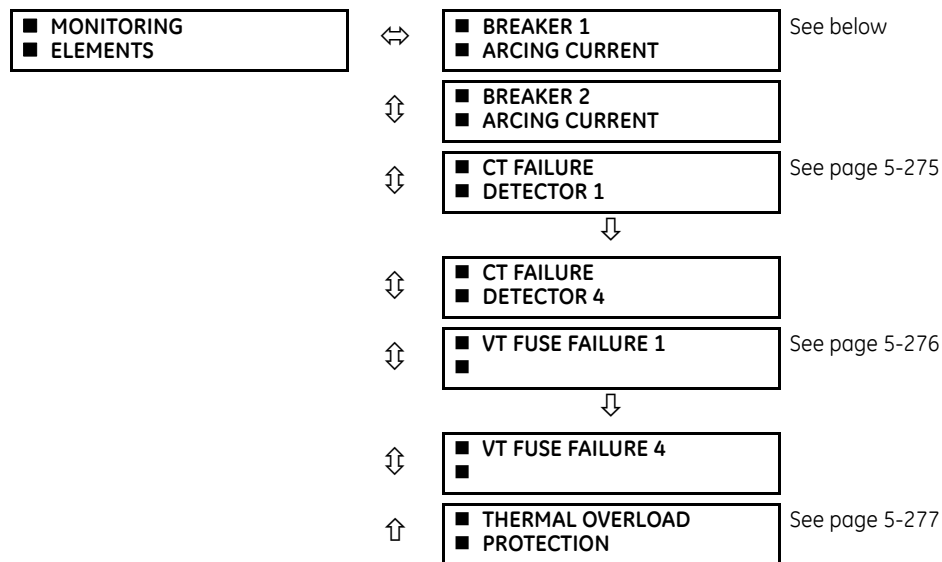 ■ MONITORING
■ ELEMENTS
■ BREAKER 1
■ ARCING CURRENT
See below
■ BREAKER 2
■ ARCING CURRENT
■ CT FAILURE
■ DETECTOR 1
See page 5-275
■ CT FAILURE
■ DETECTOR 4
■ VT FUSE FAILURE 1
■
See page 5-276
■ VT FUSE FAILURE 4
■
■ THERMAL OVERLOAD
■ PROTECTION
See page 5-277